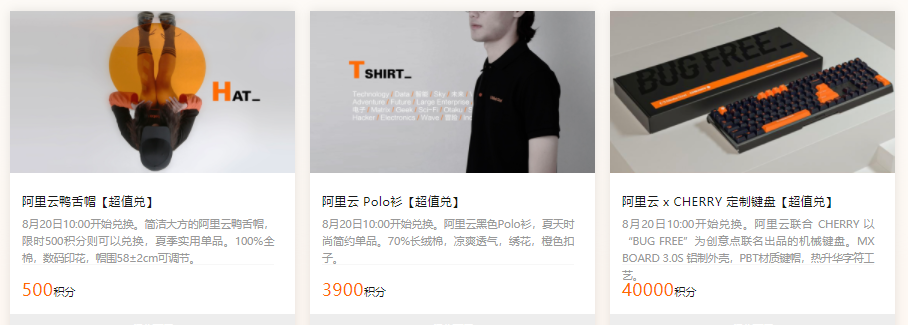 HAT_
TSHIRT_
Technology / Data / 智能 / Sky / 未来 / 
Adventure / Future / Large Enterprise
电子 / Matrix / Geek / Sci-Fi / Otaku
Hacker / Electronics / Wave
BUG FREE_
阿里云鸭舌帽【超值兑】
8月20日10:00开始兑换。简洁大方的阿里云鸭舌帽，
限时500积分则可以兑换，夏季实用单品。100%全
棉，数码印花，帽围58±2cm可调节。
500积分
阿里云 Polo衫【超值兑】
8月20日10:00开始兑换。阿里云黑色Polo衫，夏天时
尚简约单品。70%长绒棉，凉爽透气，绣花，橙色扣
子。
3900积分
阿里云 x CHERRY 定制键盘【超值兑】
8月20日10:00开始兑换。阿里云联合 CHERRY 以
“BUG FREE”为创意点联名出品的机械键盘。MX
BOARD 3.0S 铝制外壳，PBT材质键帽，热升华字符工
艺。
40000积分